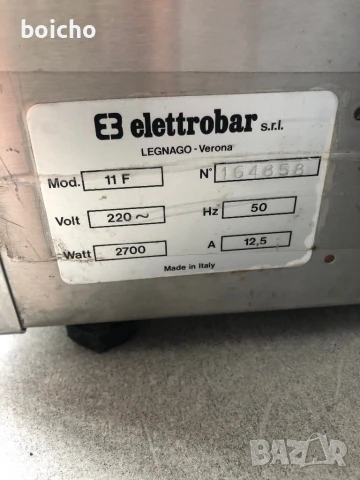 boicho
EB elettrobar s.r.l.
LEGNAGO - Verona
Mod. 11 F N° 164858
Volt 220 ~ Hz 50
Watt 2700 A 12,5
Made in Italy
BAZAR